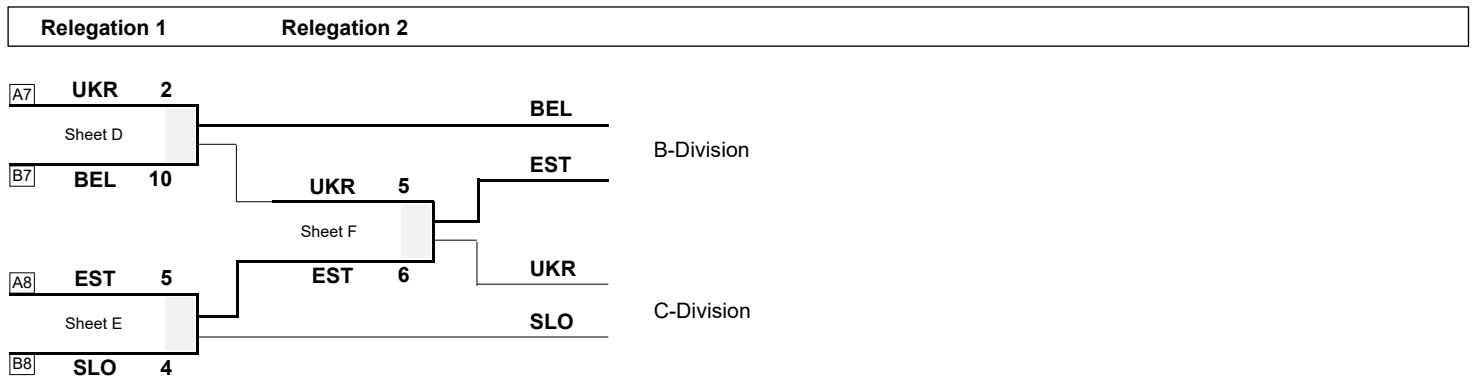 Relegation 1 Relegation 2
A7 UKR 2
BEL
Sheet D
B-Division
B7 BEL 10
EST
UKR 5
Sheet F
EST 6
UKR
A8 EST 5
C-Division
Sheet E
SLO
B8 SLO 4